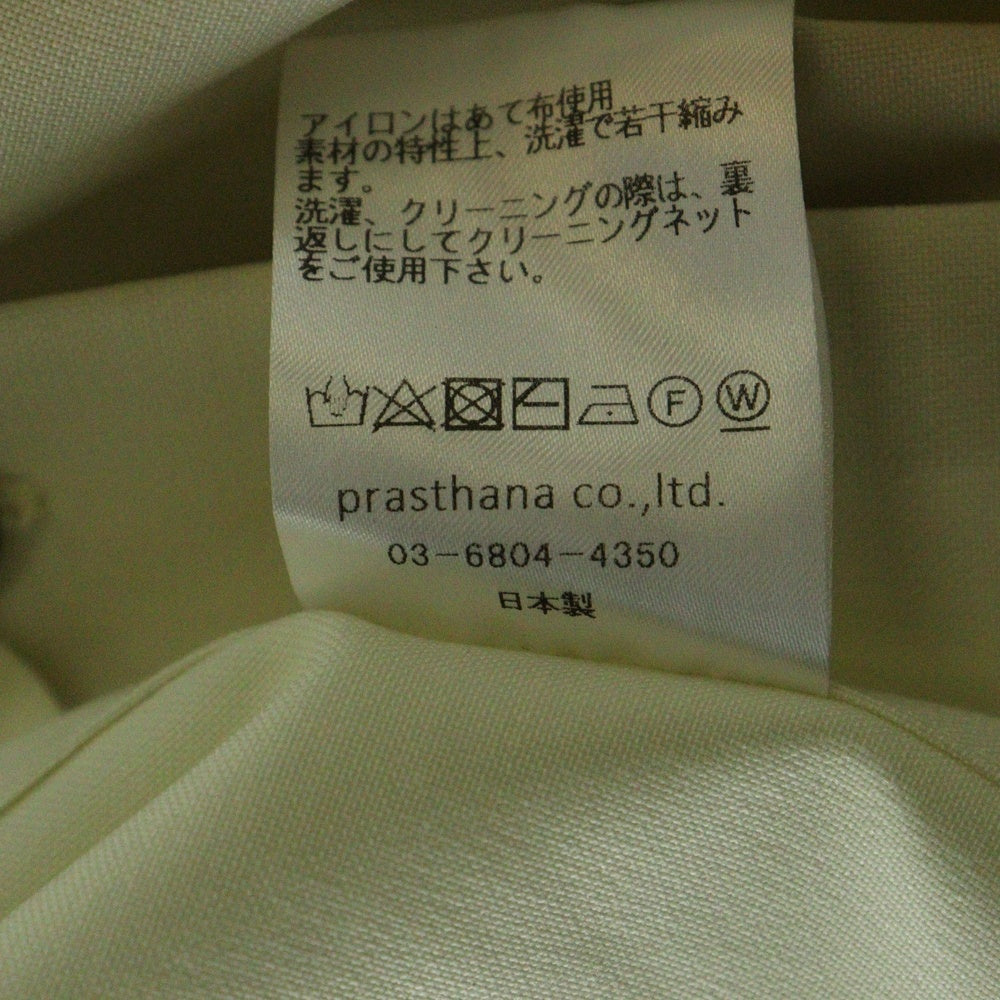 アイロンはあて布使用
素材の特性上、洗濯で若干縮み
ます。
洗濯、クリーニングの際は、裏
返しにしてクリーニングネット
をご使用下さい。
F W
prasthana co.,ltd.
03-6804-4350
日本製